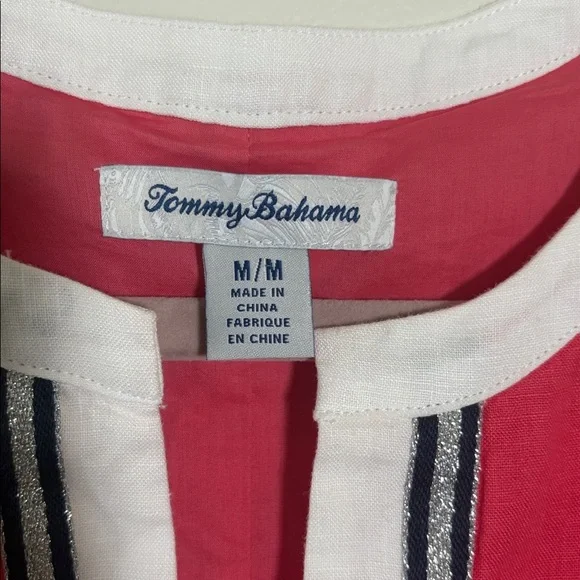 Tommy Bahama
M/M
MADE IN
CHINA
FABRIQUE
EN CHINE